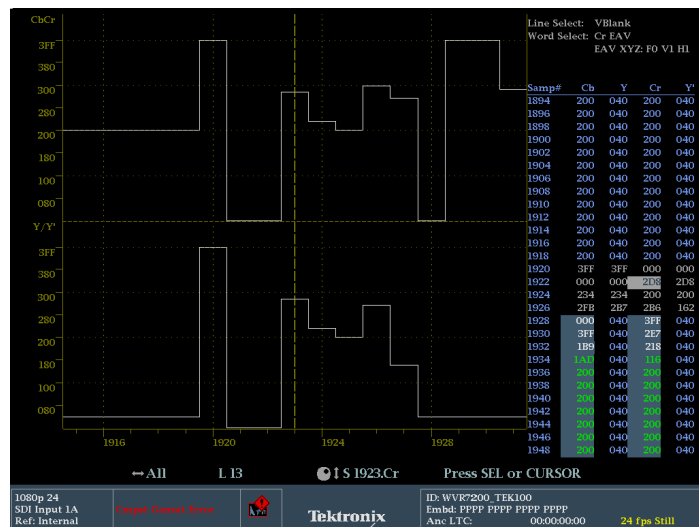 CbCr
3FF
380
300
280
200
180
100
080
Y/Y'
3FF
380
300
280
200
180
100
080
1916 1920 1924 1928
Line Select: VBlank
Word Select: Cr EAV
EAV XYZ: F0 V1 H1
Samp# Cb Y Cr Y'
1894 200 040 200 040
1896 200 040 200 040
1898 200 040 200 040
1900 200 040 200 040
1902 200 040 200 040
1904 200 040 200 040
1906 200 040 200 040
1908 200 040 200 040
1910 200 040 200 040
1912 200 040 200 040
1914 200 040 200 040
1916 200 040 200 040
1918 200 040 200 040
1920 3FF 3FF 000 000
1922 000 000 2D8 2D8
1924 234 234 200 200
1926 2FB 2B7 2B6 162
1928 000 040 3FF 040
1930 3FF 040 2E7 040
1932 1B9 040 218 040
1934 1AD 040 116 040
1936 200 040 200 040
1938 200 040 200 040
1940 200 040 200 040
1942 200 040 200 040
1944 200 040 200 040
1946 200 040 200 040
1948 200 040 200 040
All L 13 S 1923.Cr Press SEL or CURSOR
1080p 24
SDI Input 1A
Ref: Internal
Cmpst Gamut Error
Tektronix
ID: WVR7200_TEK100
Embd: PPPP PPPP PPPP PPPP
Anc LTC: 00:00:00:00 24 fps Still